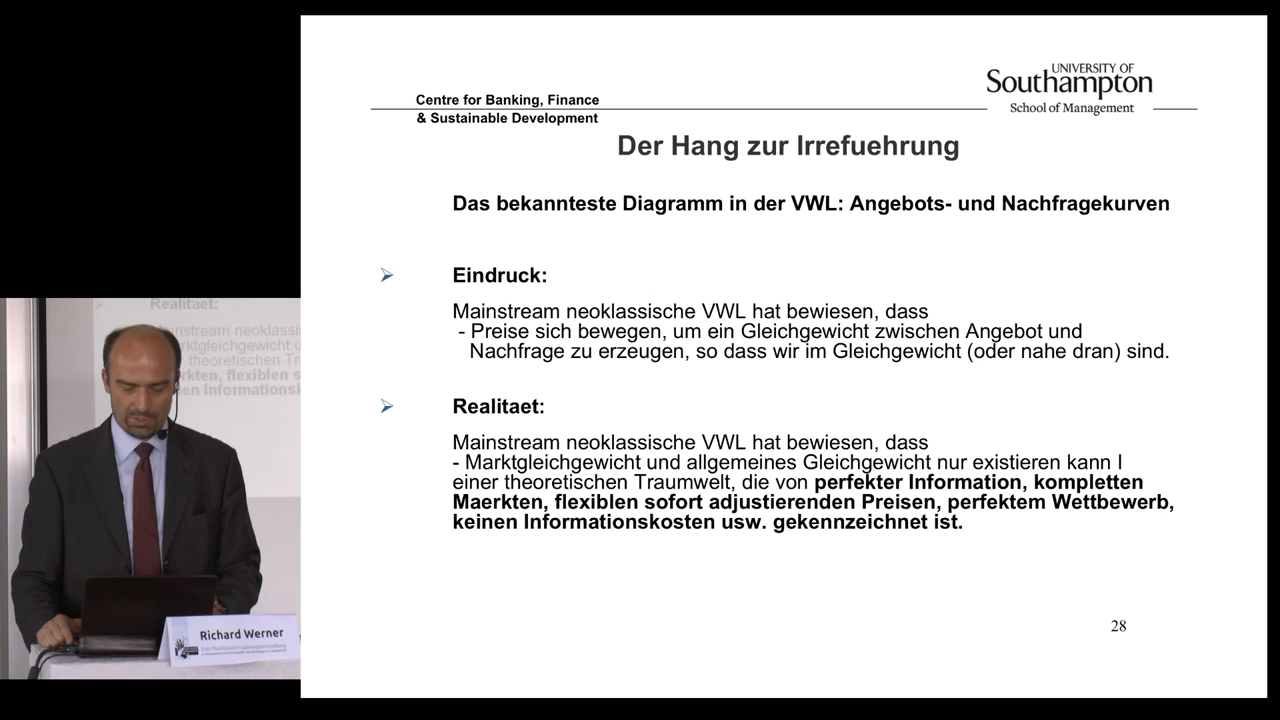 Centre for Banking, Finance
& Sustainable Development
UNIVERSITY OF
Southampton
School of Management
Der Hang zur Irrefuehrung
Das bekannteste Diagramm in der VWL: Angebots- und Nachfragekurven
Eindruck:
Mainstream neoklassische VWL hat bewiesen, dass
- Preise sich bewegen, um ein Gleichgewicht zwischen Angebot und
Nachfrage zu erzeugen, so dass wir im Gleichgewicht (oder nahe dran) sind.
Realitaet:
Mainstream neoklassische VWL hat bewiesen, dass
- Marktgleichgewicht und allgemeines Gleichgewicht nur existieren kann I
einer theoretischen Traumwelt, die von perfekter Information, kompletten
Maerkten, flexiblen sofort adjustierenden Preisen, perfektem Wettbewerb,
keinen Informationskosten usw. gekennzeichnet ist.
28
Realitaet:
instream neoklassi
rktgleichgewicht u
theoretischen Tra
rkten, flexiblen s
en Informationsk
Richard Werner